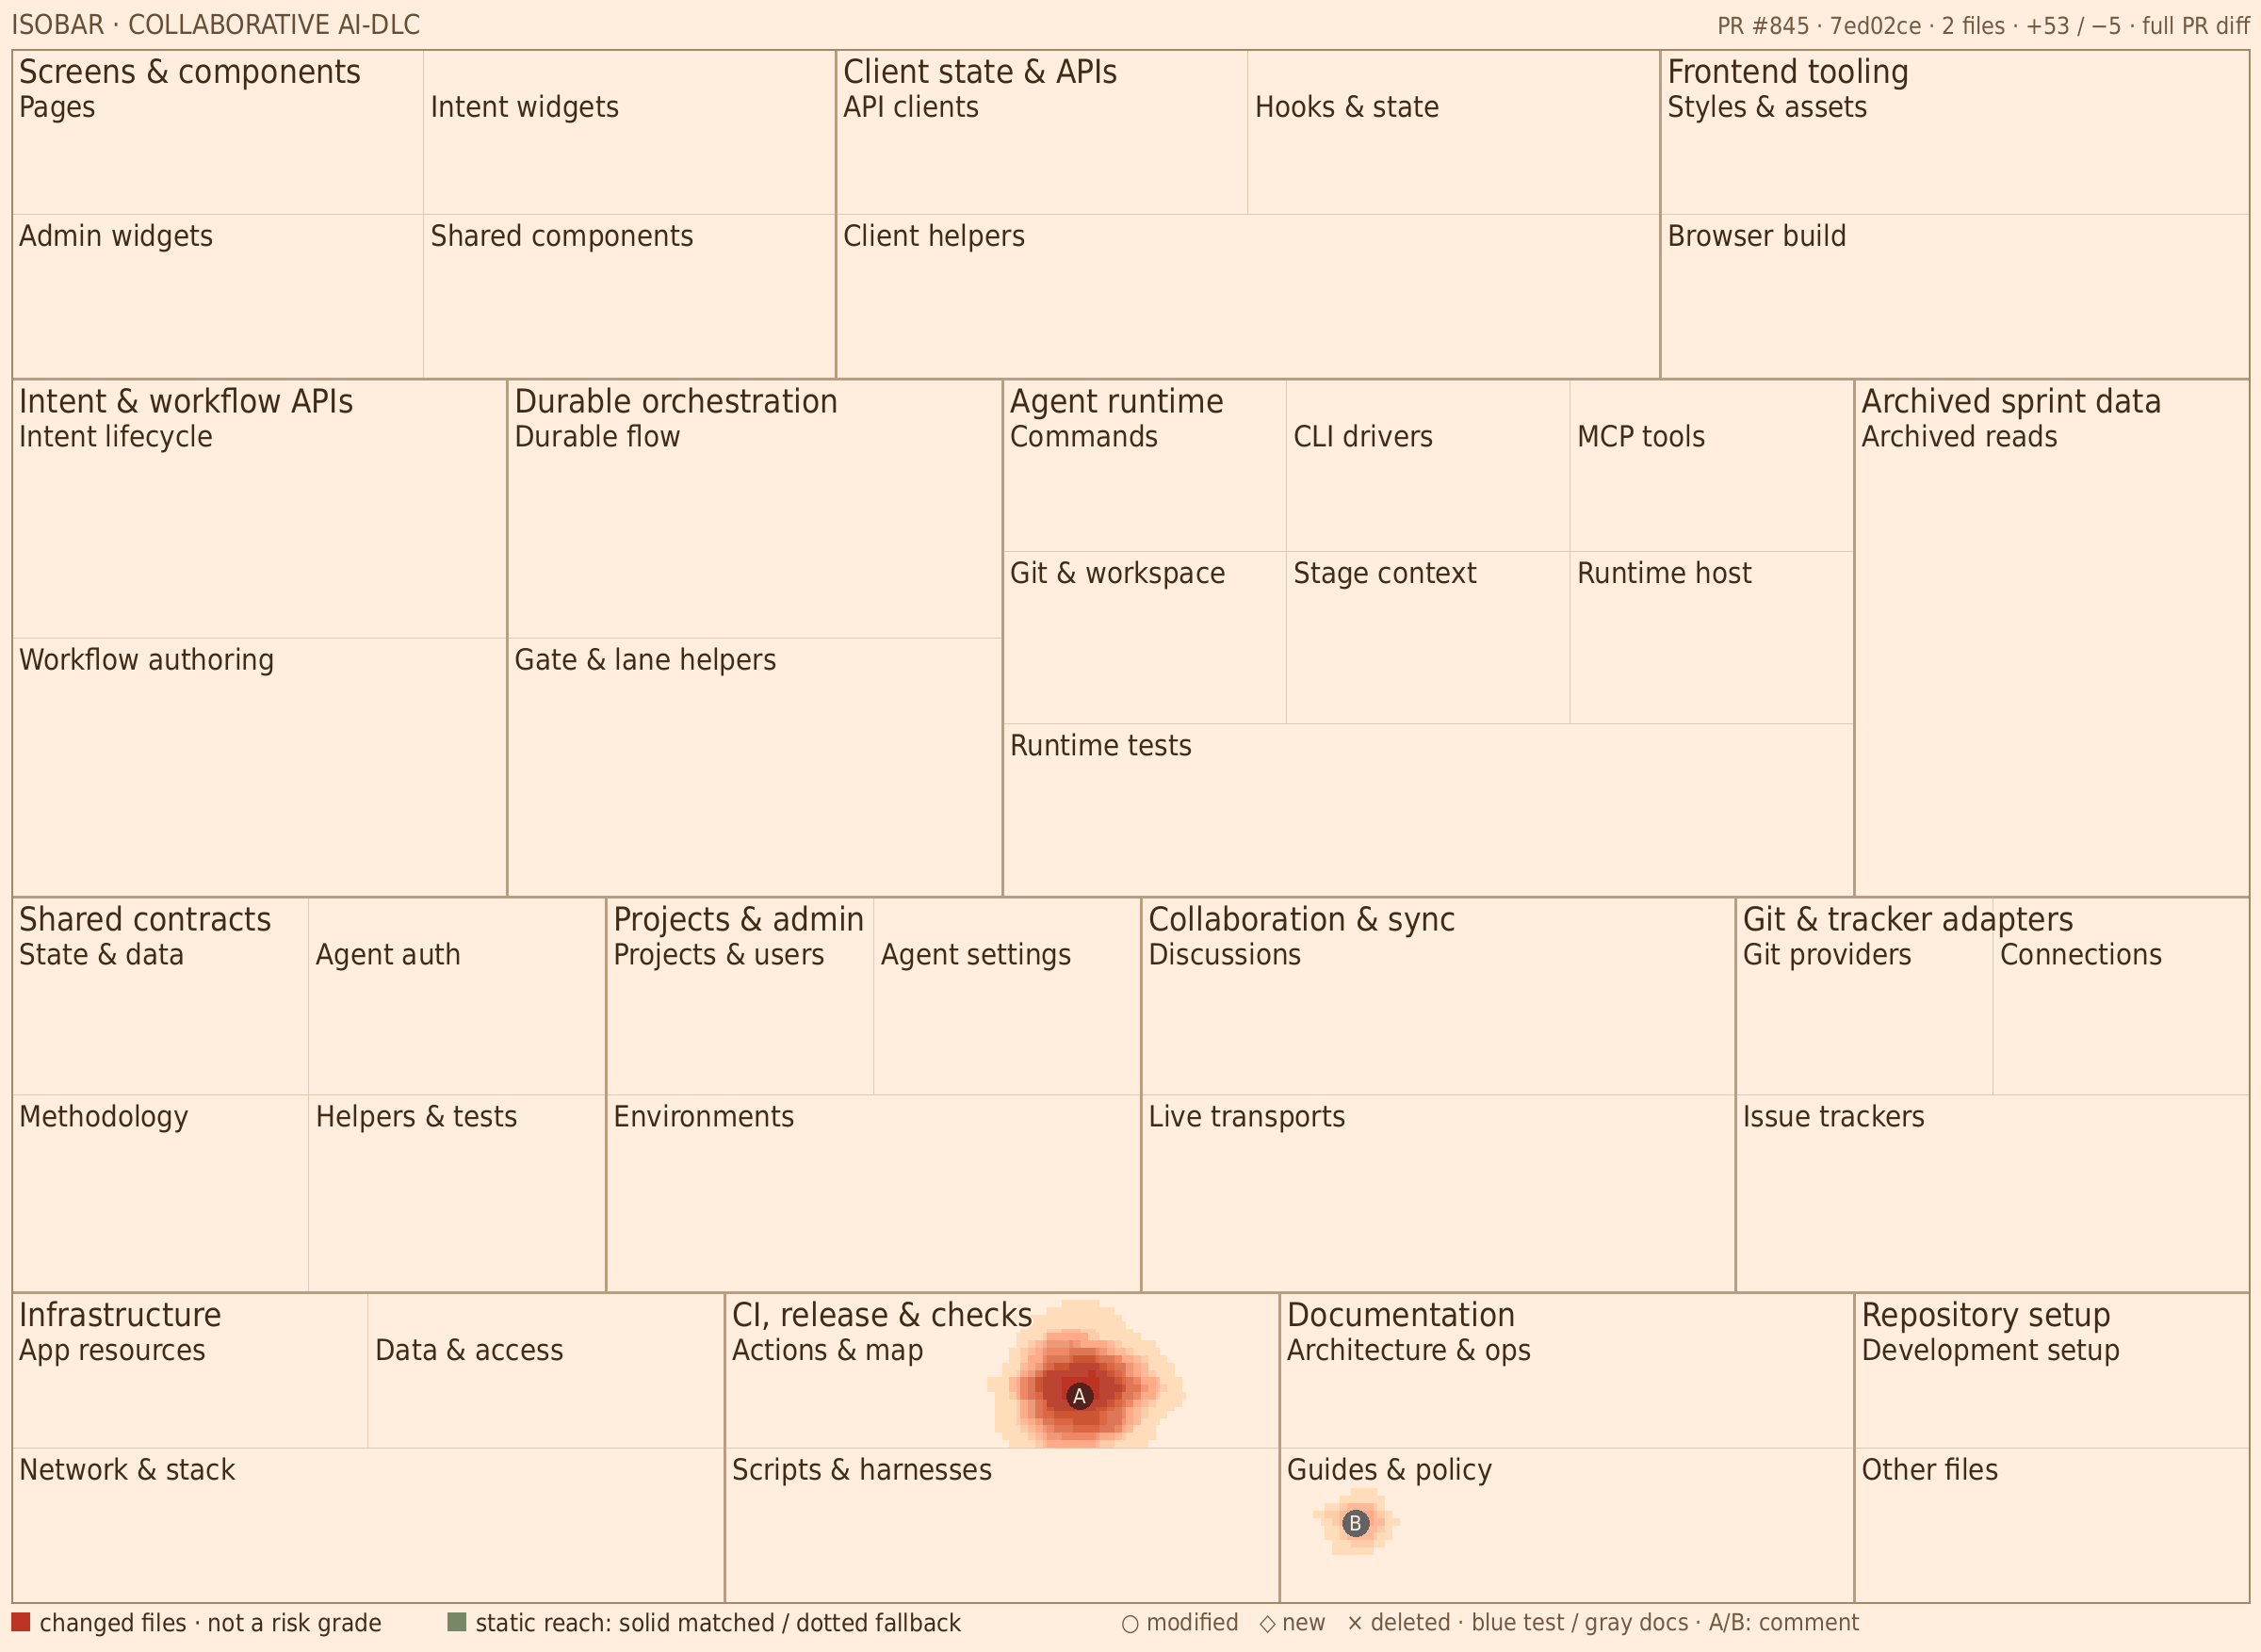 ISOBAR · COLLABORATIVE AI-DLC
PR #845 · 7ed02ce · 2 files · +53 / −5 · full PR diff
Screens & components
Pages
Intent widgets
Admin widgets
Shared components
Client state & APIs
API clients
Hooks & state
Client helpers
Frontend tooling
Styles & assets
Browser build
Intent & workflow APIs
Intent lifecycle
Workflow authoring
Durable orchestration
Durable flow
Gate & lane helpers
Agent runtime
Commands
CLI drivers
MCP tools
Git & workspace
Stage context
Runtime host
Runtime tests
Archived sprint data
Archived reads
Shared contracts
State & data
Agent auth
Methodology
Helpers & tests
Projects & admin
Projects & users
Agent settings
Environments
Collaboration & sync
Discussions
Live transports
Git & tracker adapters
Git providers
Connections
Issue trackers
Infrastructure
App resources
Data & access
Network & stack
CI, release & checks
Actions & map
A
Scripts & harnesses
Documentation
Architecture & ops
Guides & policy
B
Repository setup
Development setup
Other files
changed files · not a risk grade
static reach: solid matched / dotted fallback
○ modified ◇ new × deleted · blue test / gray docs · A/B: comment